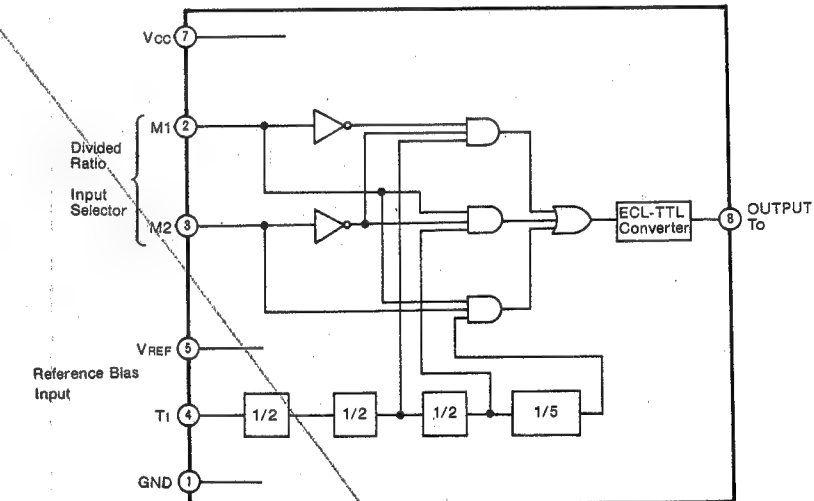 Vcc 7
M1 2
Divided
Ratio
Input
Selector
M2 3
ECL-TTL
Converter
8 OUTPUT
To
VREF 5
Reference Bias
Input
TI 4
1/2
1/2
1/2
1/5
GND 1